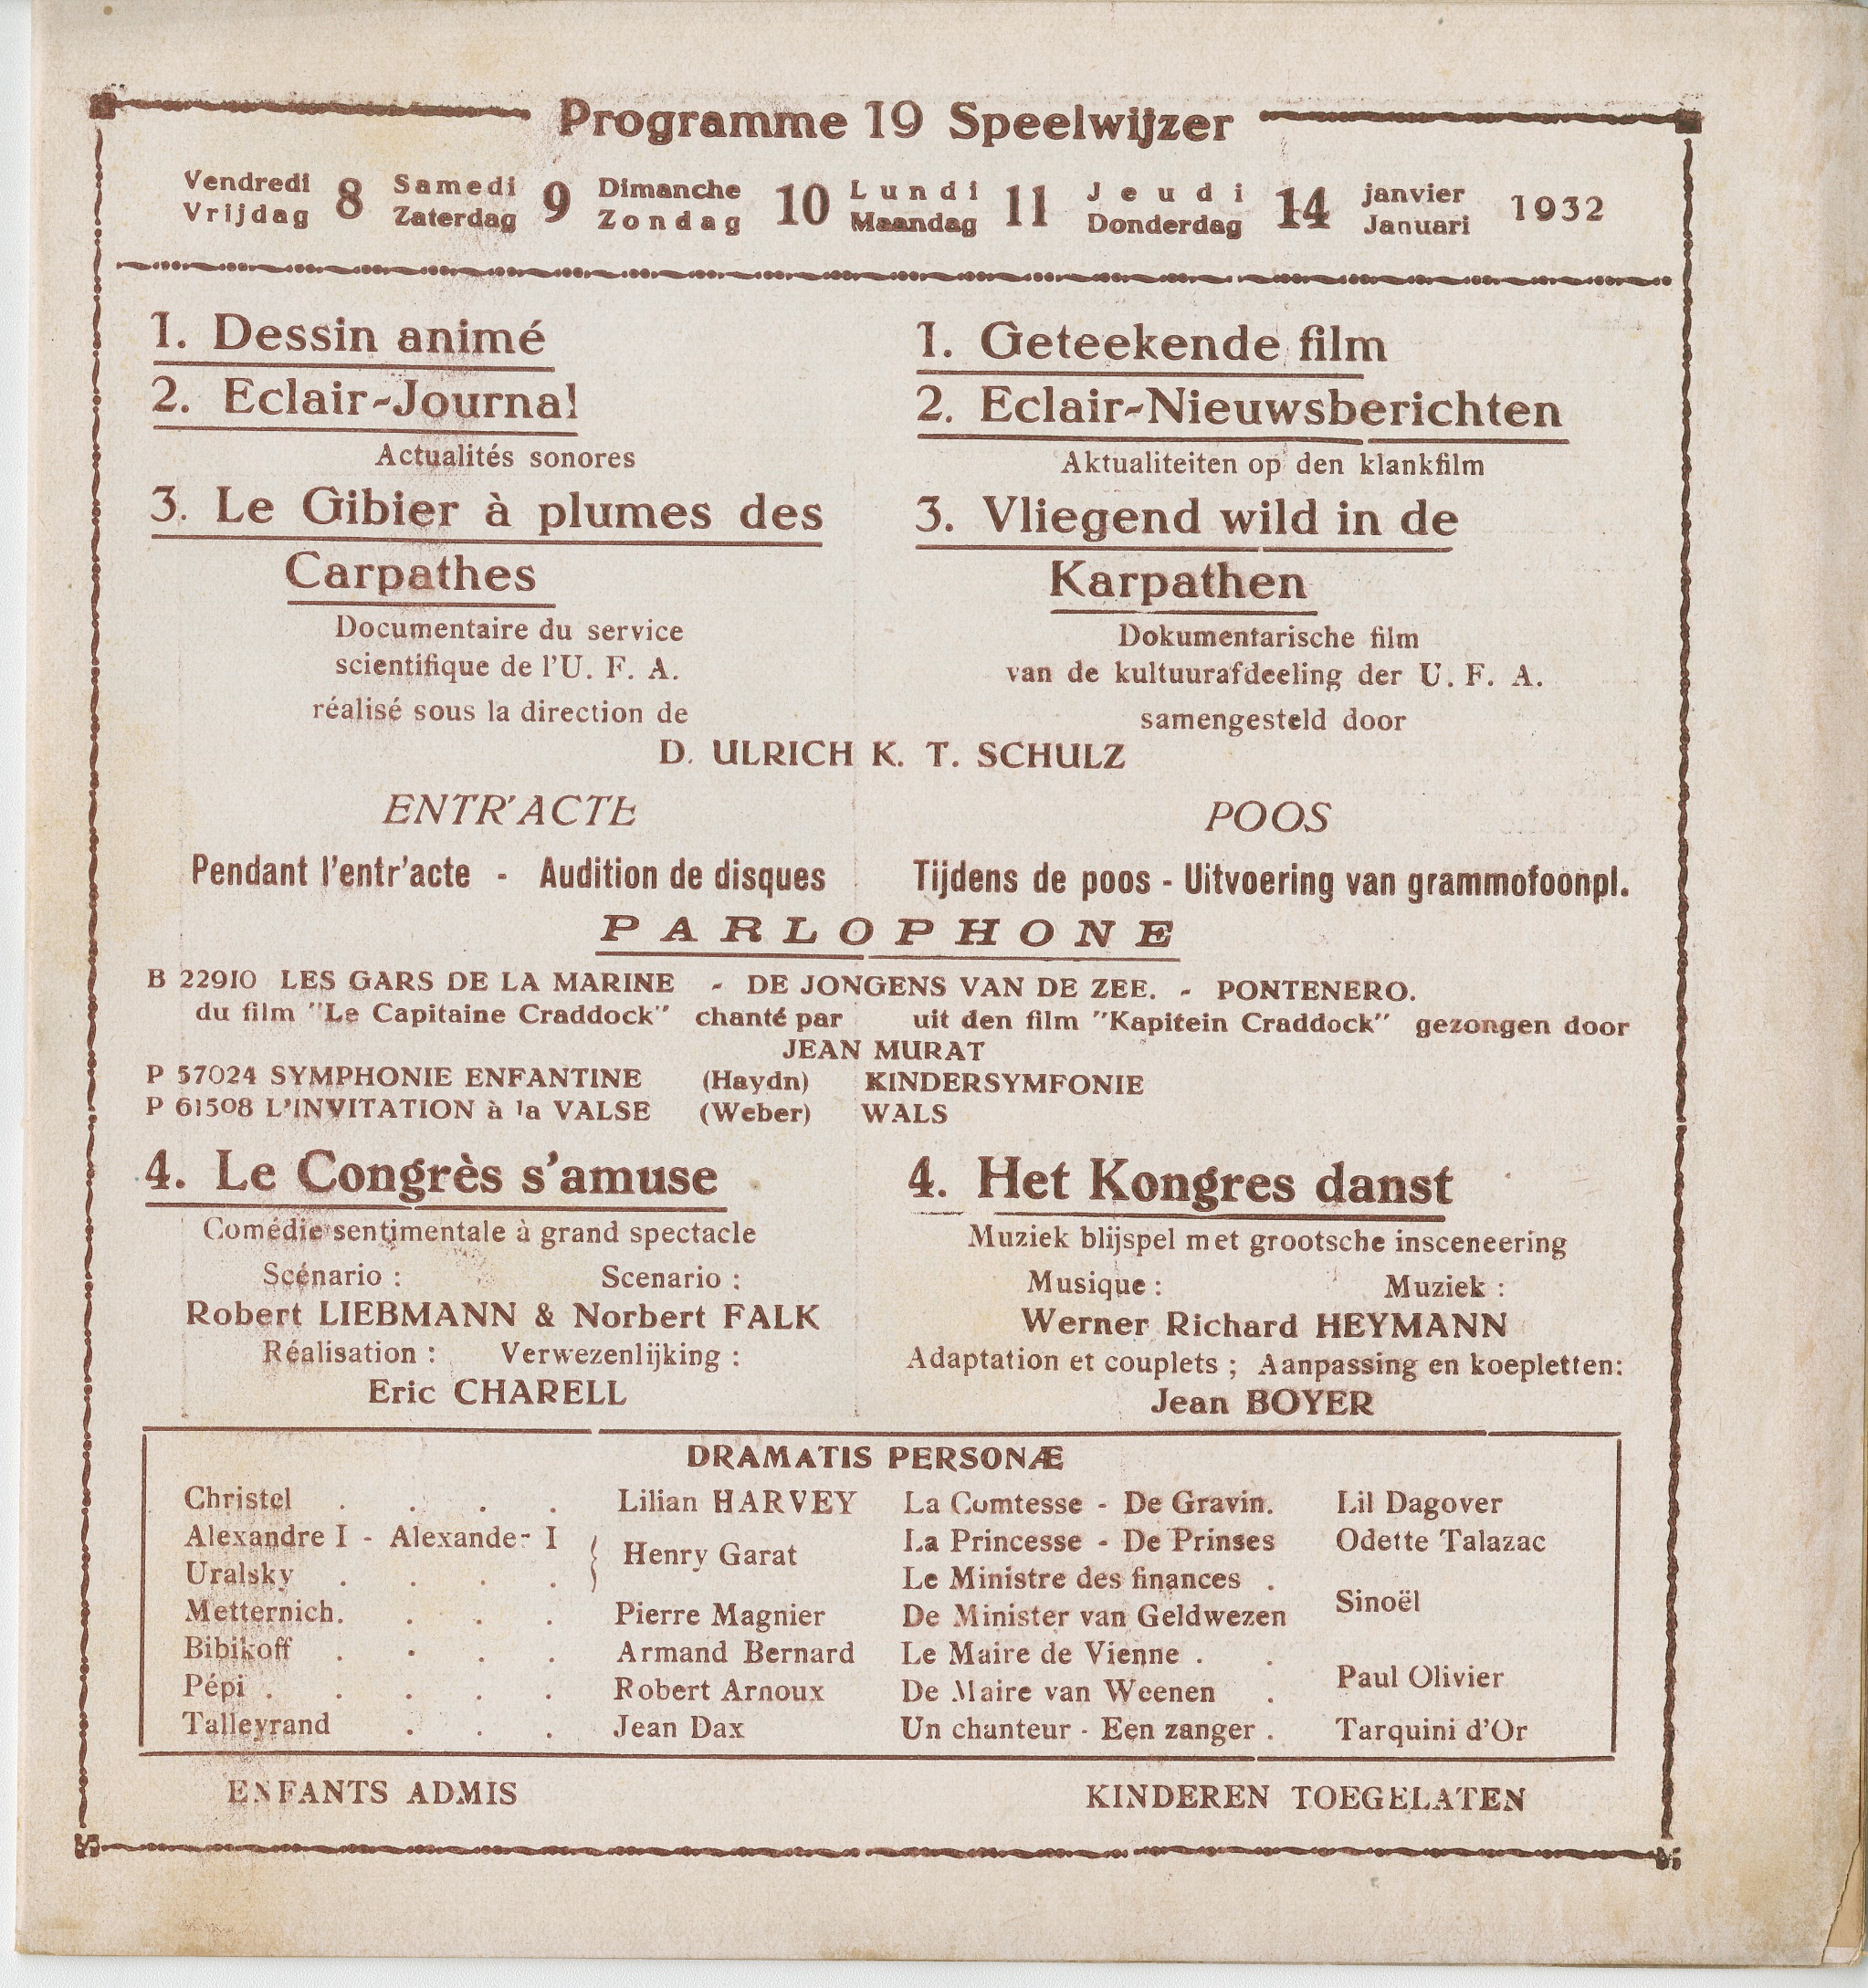 Programme 19 Speelwijzer
Vendredi 8 Samedi 9 Dimanche 10 Lundi 11 Jeudi 14 janvier 1932
Vrijdag Zaterdag Zondag Maandag Donderdag Januari
1. Dessin animé
2. Eclair-Journal
Actualités sonores
3. Le Gibier à plumes des
Carpathes
Documentaire du service
scientifique de l'U. F. A.
réalisé sous la direction de
1. Geteekende film
2. Eclair-Nieuwsberichten
Aktualiteiten op den klankfilm
3. Vliegend wild in de
Karpathen
Dokumentarische film
van de kultuurafdeeling der U. F. A.
samengesteld door
D. ULRICH K. T. SCHULZ
ENTR'ACTE
Pendant l'entr'acte - Audition de disques
POOS
Tijdens de poos - Uitvoering van grammofoonpl.
PARLOPHONE
B 22910 LES GARS DE LA MARINE - DE JONGENS VAN DE ZEE. - PONTENERO.
du film "Le Capitaine Craddock" chanté par uit den film "Kapitein Craddock" gezongen door
JEAN MURAT
P 57024 SYMPHONIE ENFANTINE (Haydn) KINDERSYMFONIE
P 61508 L'INVITATION à la VALSE (Weber) WALS
4. Le Congrès s'amuse
Comédie sentimentale à grand spectacle
Scénario : Scenario :
Robert LIEBMANN & Norbert FALK
Réalisation : Verwezenlijking :
Eric CHARELL
4. Het Kongres danst
Muziek blijspel met grootsche insceneering
Musique : Muziek :
Werner Richard HEYMANN
Adaptation et couplets ; Aanpassing en koepletten:
Jean BOYER
DRAMATIS PERSONÆ
Christel . . . . Lilian HARVEY
Alexandre I - Alexander I
Uralsky . . . . } Henry Garat
Metternich. . . . Pierre Magnier
Bibikoff . . . . Armand Bernard
Pépi . . . . . Robert Arnoux
Talleyrand . . . Jean Dax
La Comtesse - De Gravin. Lil Dagover
La Princesse - De Prinses Odette Talazac
Le Ministre des finances .
De Minister van Geldwezen Sinoël
Le Maire de Vienne . .
De Maire van Weenen . Paul Olivier
Un chanteur - Een zanger . Tarquini d'Or
ENFANTS ADMIS
KINDEREN TOEGELATEN